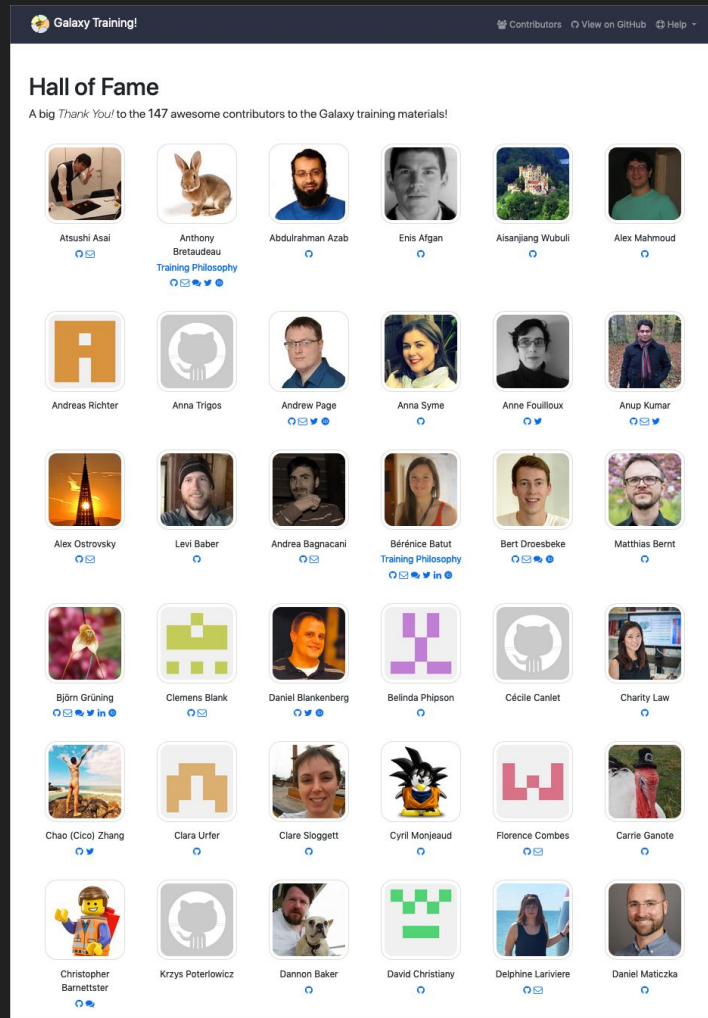 Galaxy Training!
Contributors View on GitHub Help
Hall of Fame
A big Thank You! to the 147 awesome contributors to the Galaxy training materials!
Atsushi Asai
Anthony
Bretaudeau
Training Philosophy
Abdulrahman Azab
Enis Afgan
Aisanjiang Wubuli
Alex Mahmoud
Andreas Richter
Anna Trigos
Andrew Page
Anna Syme
Anne Fouilloux
Anup Kumar
Alex Ostrovsky
Levi Baber
Andrea Bagnacani
Bérénice Batut
Training Philosophy
Bert Droesbeke
Matthias Bernt
Björn Grüning
Clemens Blank
Daniel Blankenberg
Belinda Phipson
Cécile Canlet
Charity Law
Chao (Cico) Zhang
Clara Urfer
Clare Sloggett
Cyril Monjeaud
Florence Combes
Carrie Ganote
Christopher
Barnettster
Krzys Poterlowicz
Dannon Baker
David Christiany
Delphine Lariviere
Daniel Maticzka